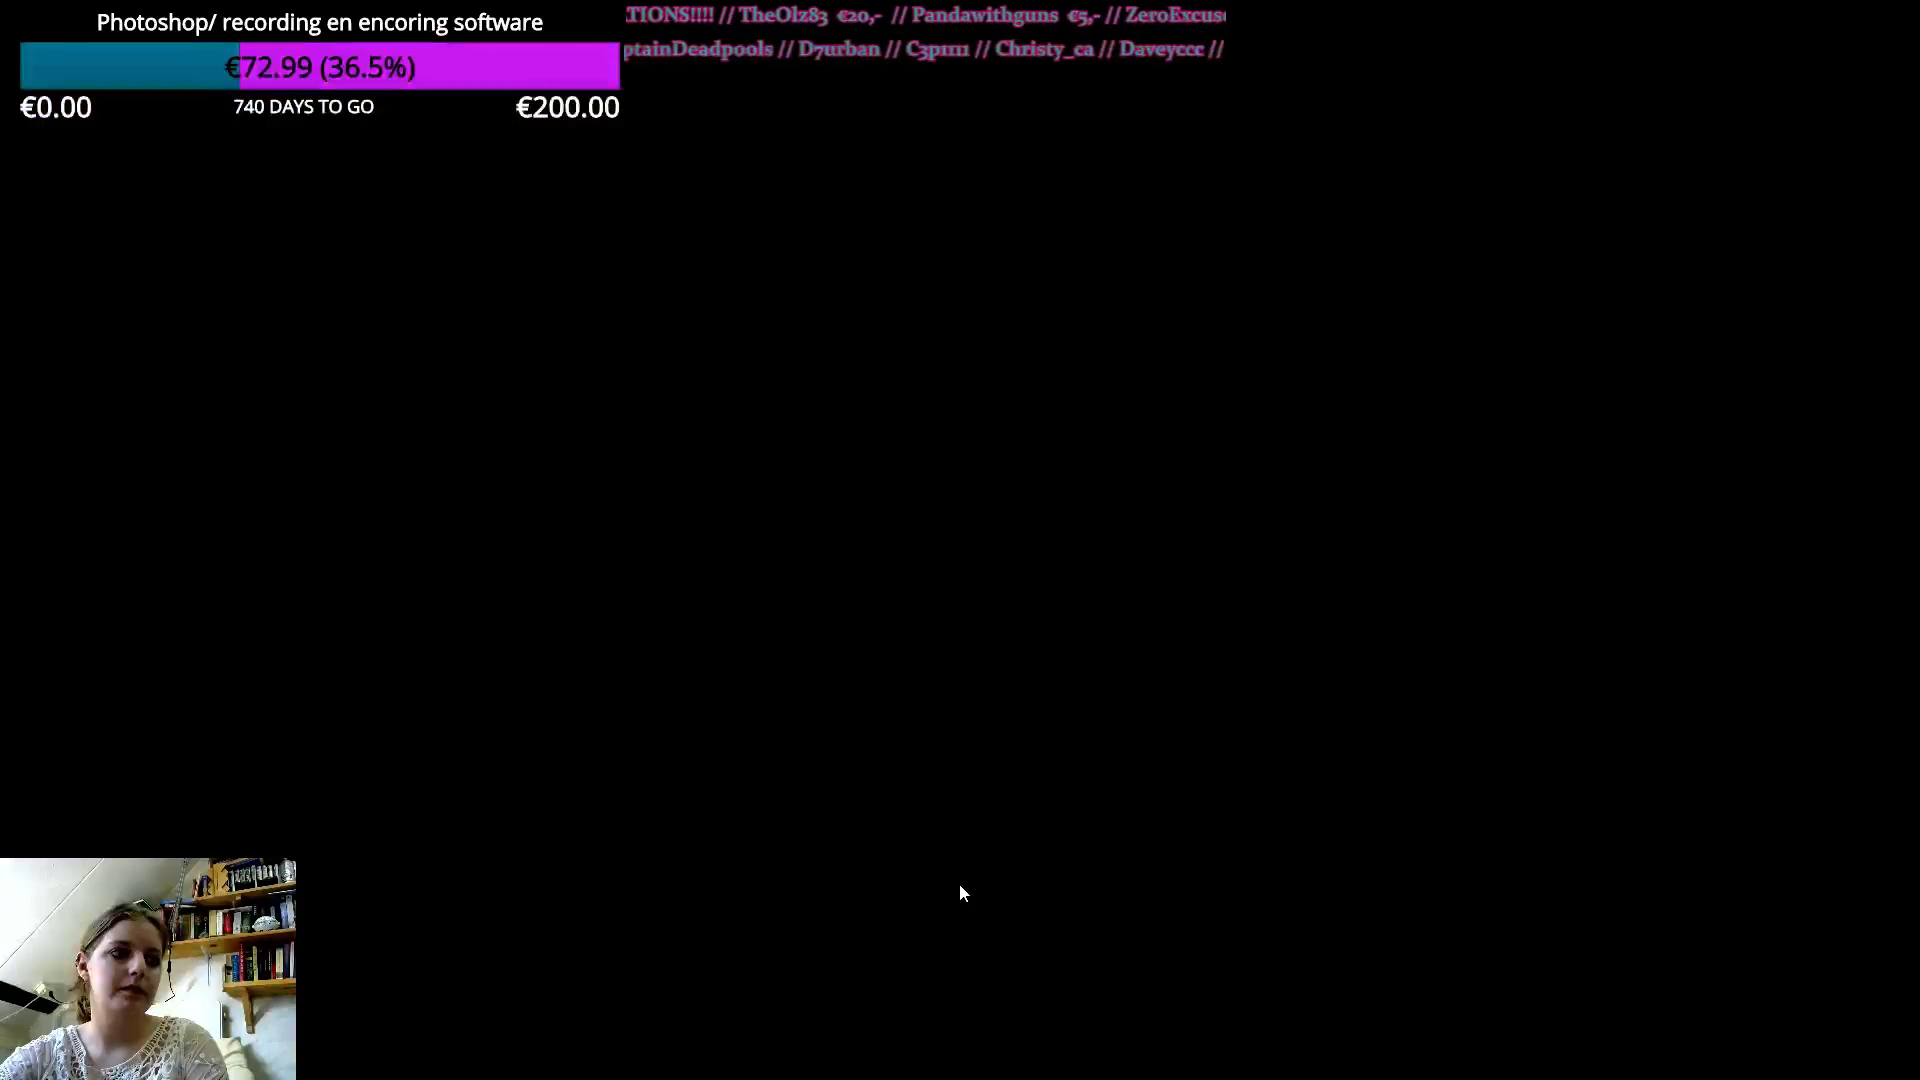 Photoshop/ recording en encoring software
€72.99 (36.5%)
€0.00 740 DAYS TO GO €200.00
TIONS!!!! // TheOlz83 €20,- // Pandawithguns €5,- // ZeroExcus
ptainDeadpools // D7urban // C3p1111 // Christy_ca // Daveyccc //